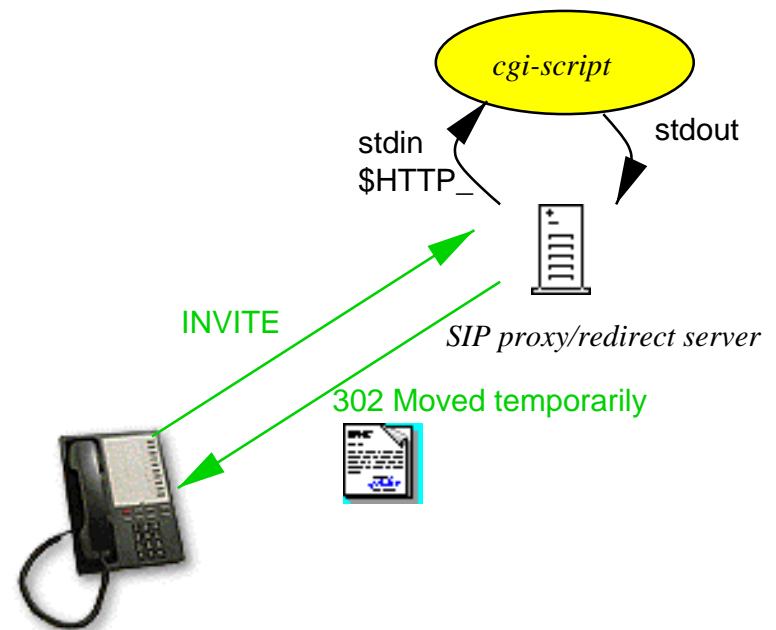 cgi-script
stdin
$HTTP_
stdout
INVITE
SIP proxy/redirect server
302 Moved temporarily